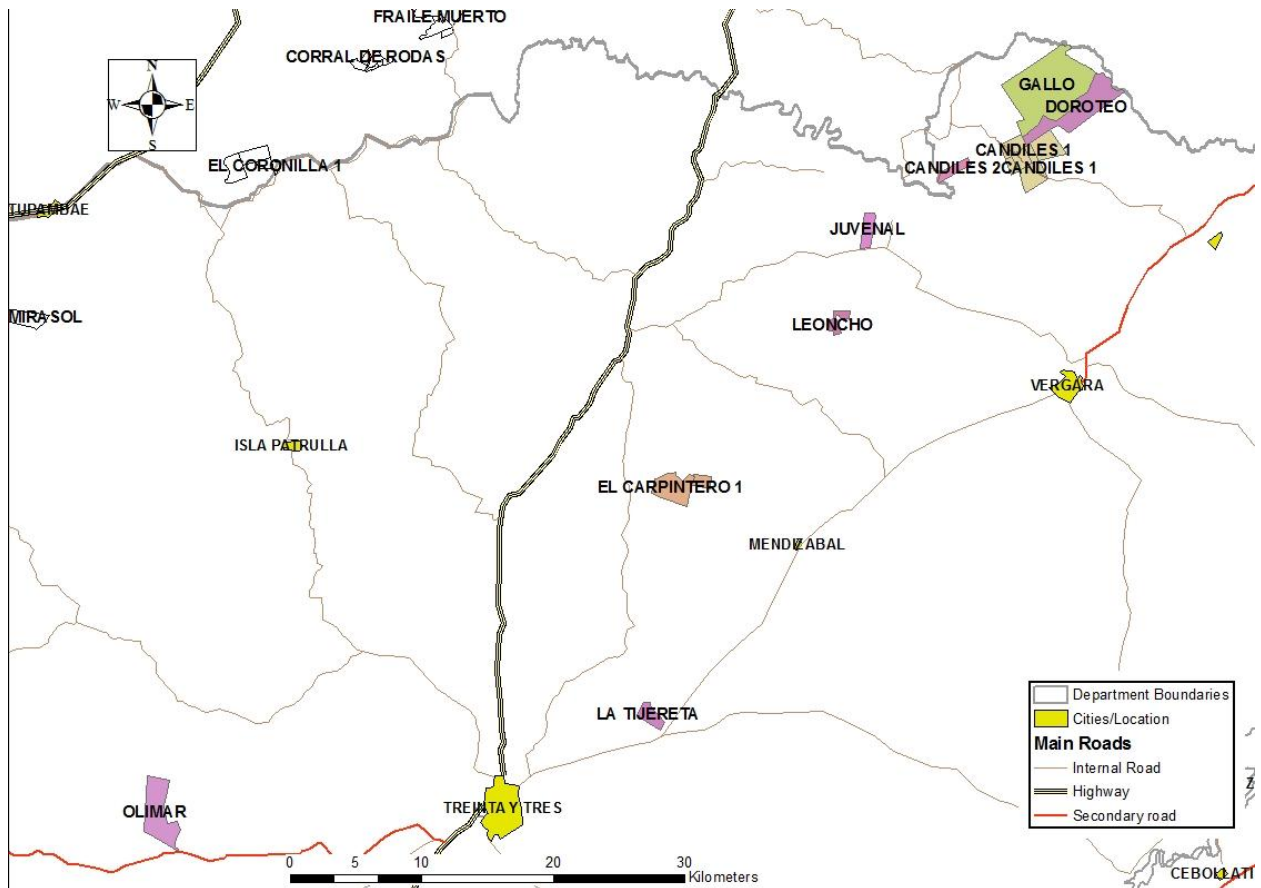 FRAILE MUERTO
CORRAL DE RODAS
N
W E
S
GALLO
DOROTEO
EL CORONILLA 1
CANDILES 1
CANDILES 2CANDILES 1
TUPAMBAE
JUVENAL
MIRASOL
LEONCHO
VERGARA
ISLA PATRULLA
EL CARPINTERO 1
MENDIZABAL
LA TIJERETA
Department Boundaries
Cities/Location
Main Roads
Internal Road
Highway
Secondary road
Z
OLIMAR
TREINTA Y TRES
0 5 10 20 30
Kilometers
CEBOLLATI